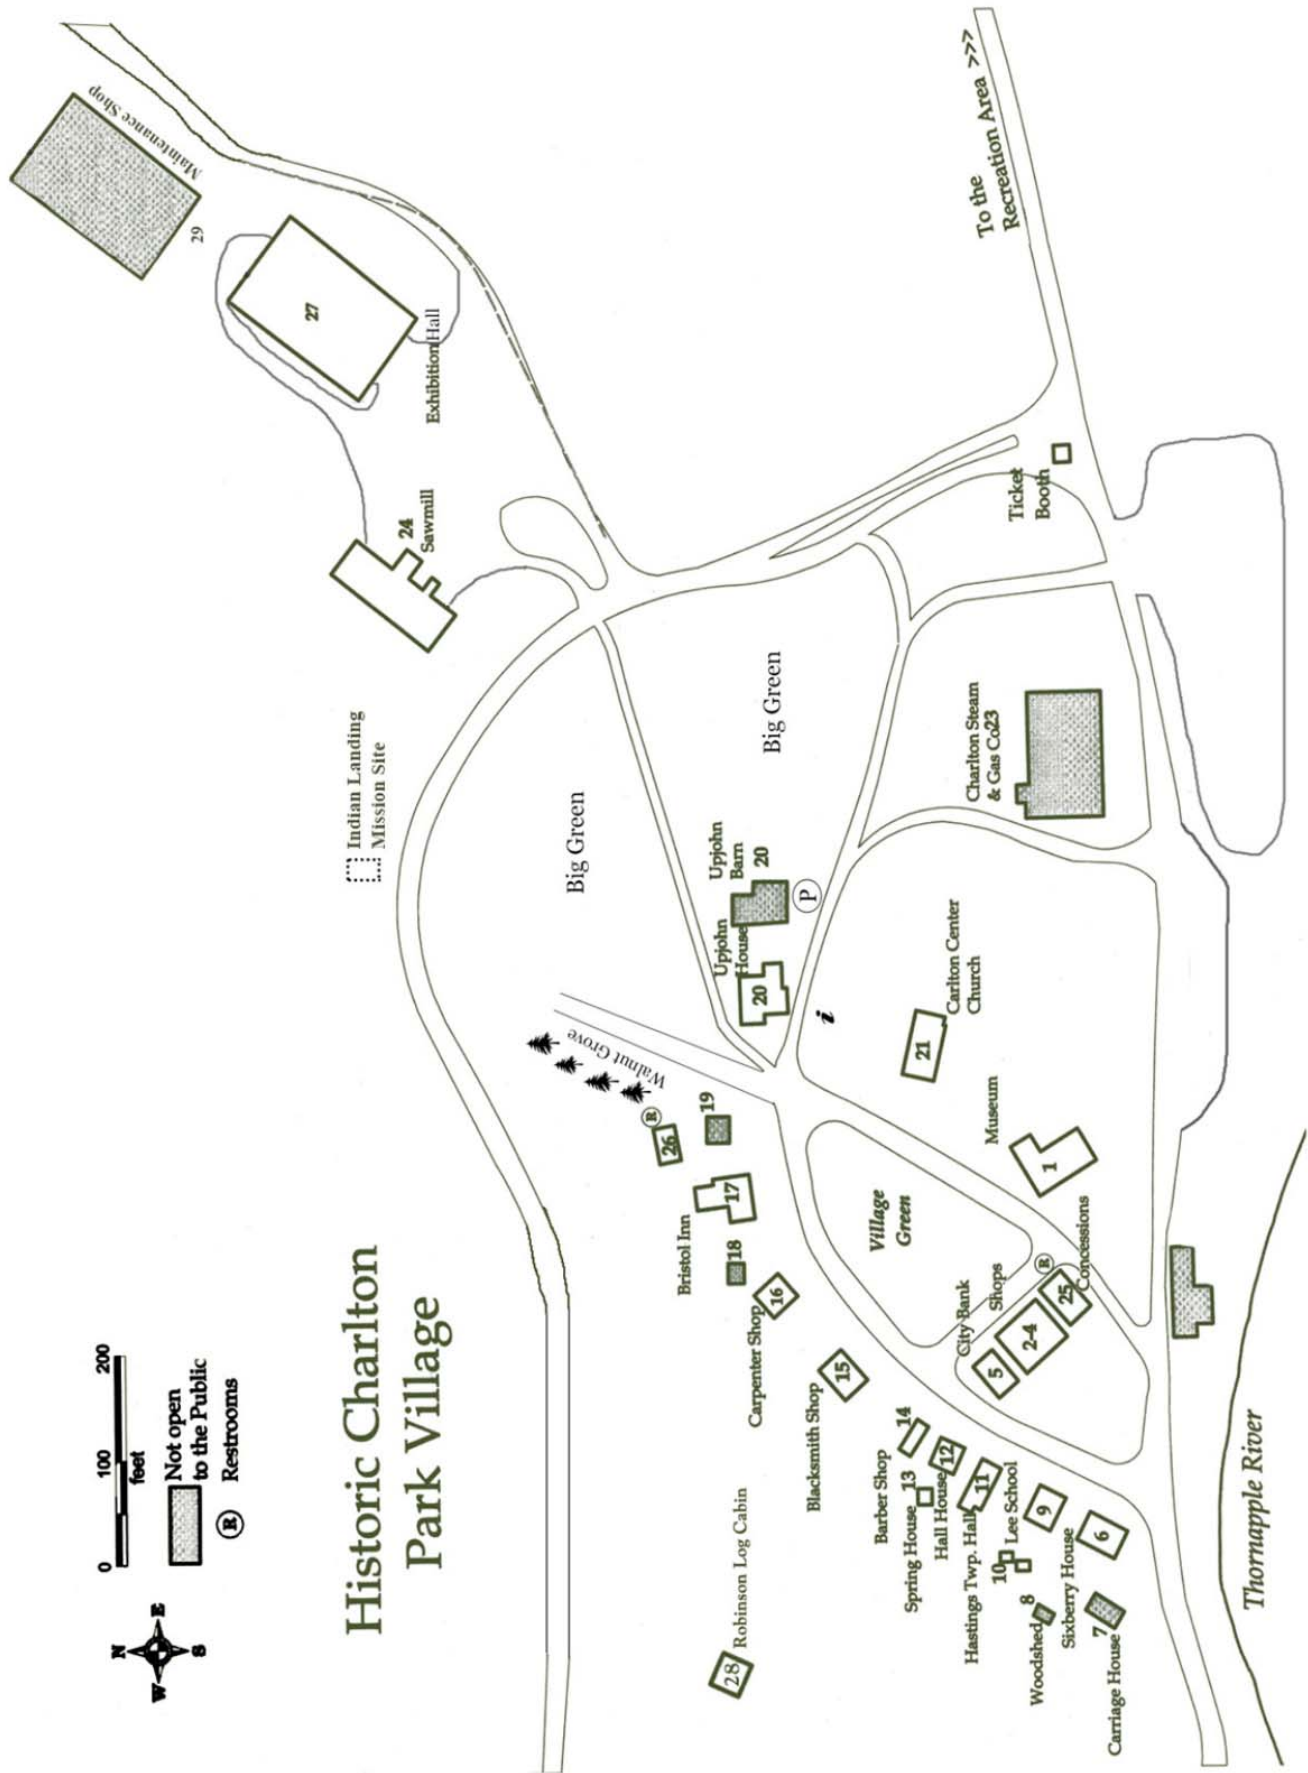 Historic Charlton
Park Village
N
W
E
S
0
100
200
feet
Not open
to the Public
R
Restrooms
Maintenance Shop
29
27
Exhibition Hall
24
Sawmill
Indian Landing
Mission Site
To the
Recreation Area >>>
Ticket
Booth
Big Green
Big Green
Charlton Steam
& Gas Co23
Upjohn
Barn
20
P
Upjohn
House
20
i
Carlton Center
Church
21
Walnut Grove
R
26
19
Bristol Inn
17
18
Carpenter Shop
16
Blacksmith Shop
15
Village
Green
Museum
1
R
Concessions
25
Shops
2-4
City Bank
5
Barber Shop
14
Spring House
13
Hall House
12
Hastings Twp. Hall
11
Lee School
9
10
Woodshed
8
Sixberry House
6
Carriage House
7
28
Robinson Log Cabin
Thornapple River